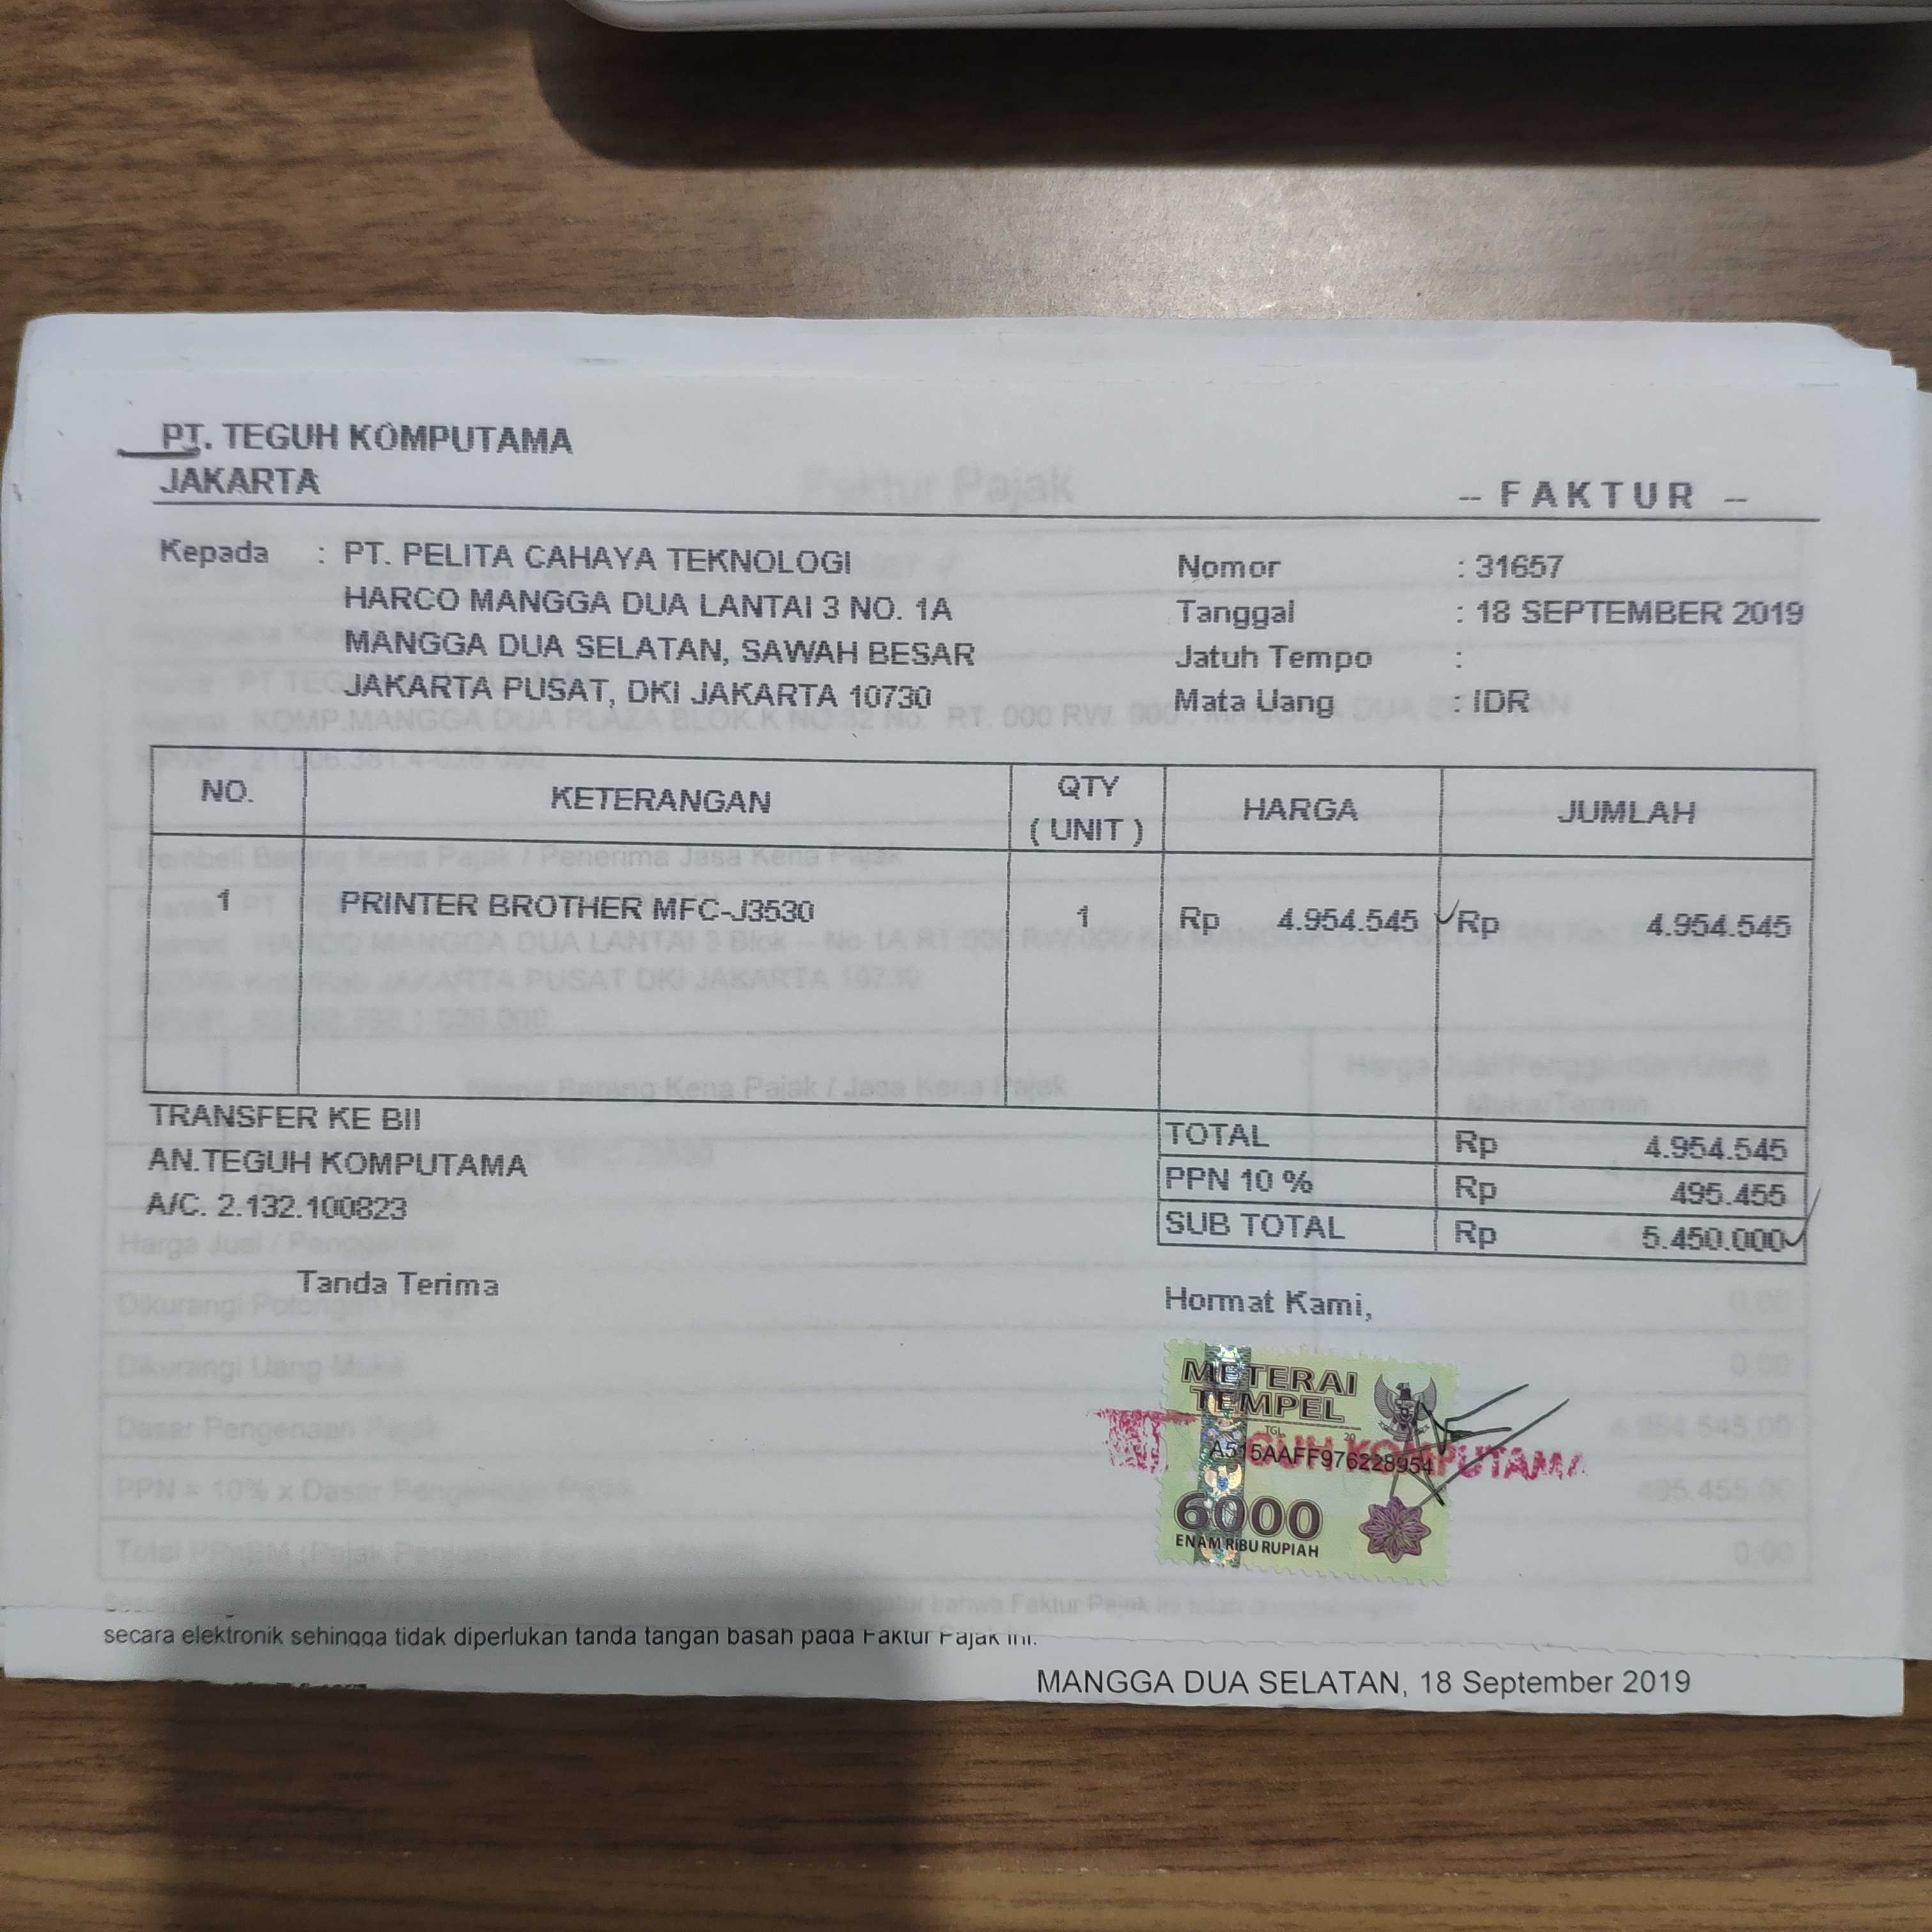 PT. TEGUH KOMPUTAMA
JAKARTA
-- FAKTUR --
Kepada : PT. PELITA CAHAYA TEKNOLOGI
HARCO MANGGA DUA LANTAI 3 NO. 1A
MANGGA DUA SELATAN, SAWAH BESAR
JAKARTA PUSAT, DKI JAKARTA 10730
Nomor : 31657
Tanggal : 18 SEPTEMBER 2019
Jatuh Tempo :
Mata Uang : IDR
NO. KETERANGAN QTY ( UNIT ) HARGA JUMLAH
1 PRINTER BROTHER MFC-J3530 1 Rp 4.954.545 Rp 4.954.545
TRANSFER KE BII
AN.TEGUH KOMPUTAMA
A/C. 2.132.100823
TOTAL Rp 4.954.545
PPN 10 % Rp 495.455
SUB TOTAL Rp 5.450.000
Tanda Terima
Hormat Kami,
METERAI
TEMPEL
TGL. 20
A515AAFF976228954
GUH KOMPUTAMA
6000
ENAM RIBU RUPIAH
secara elektronik sehingga tidak diperlukan tanda tangan basah pada Faktur Pajak ini.
MANGGA DUA SELATAN, 18 September 2019